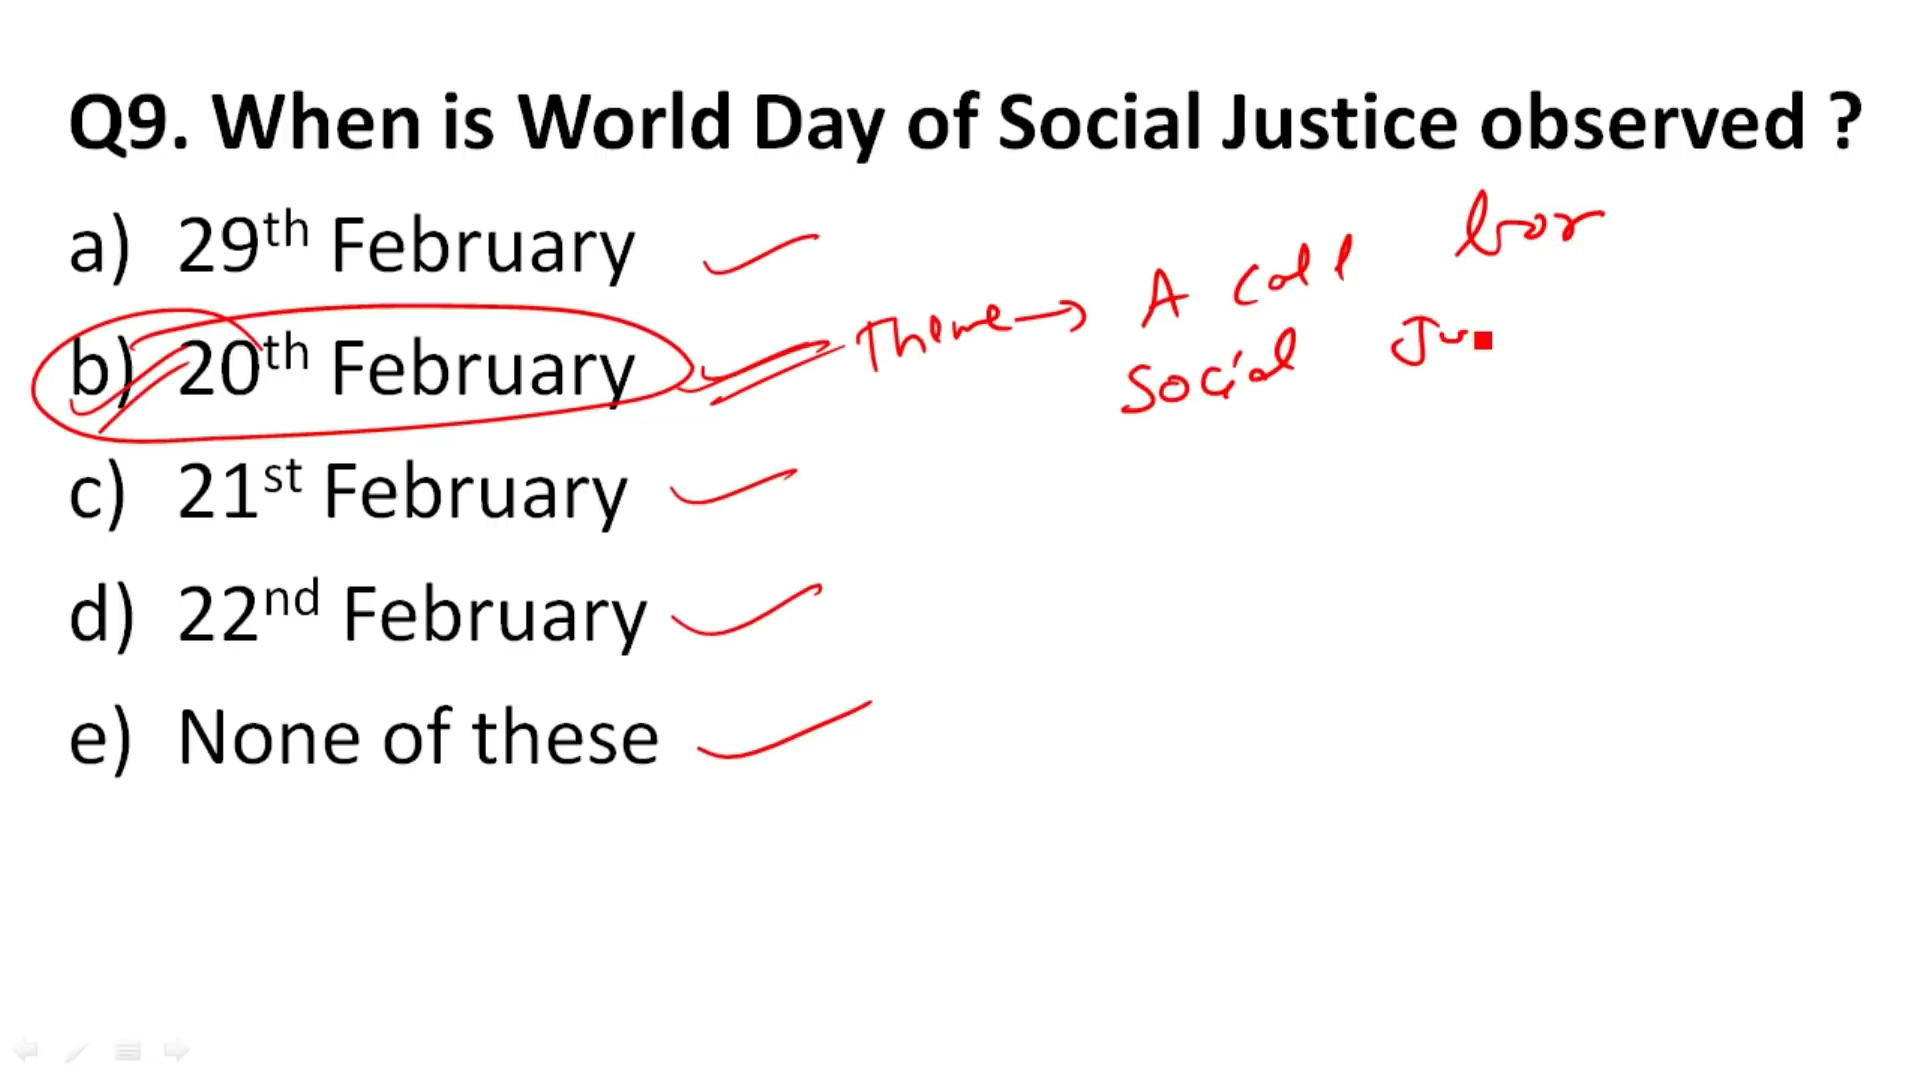 Q9. When is World Day of Social Justice observed ?
a) 29th February
b) 20th February
Theme → A call for
Social Ju
c) 21st February
d) 22nd February
e) None of these